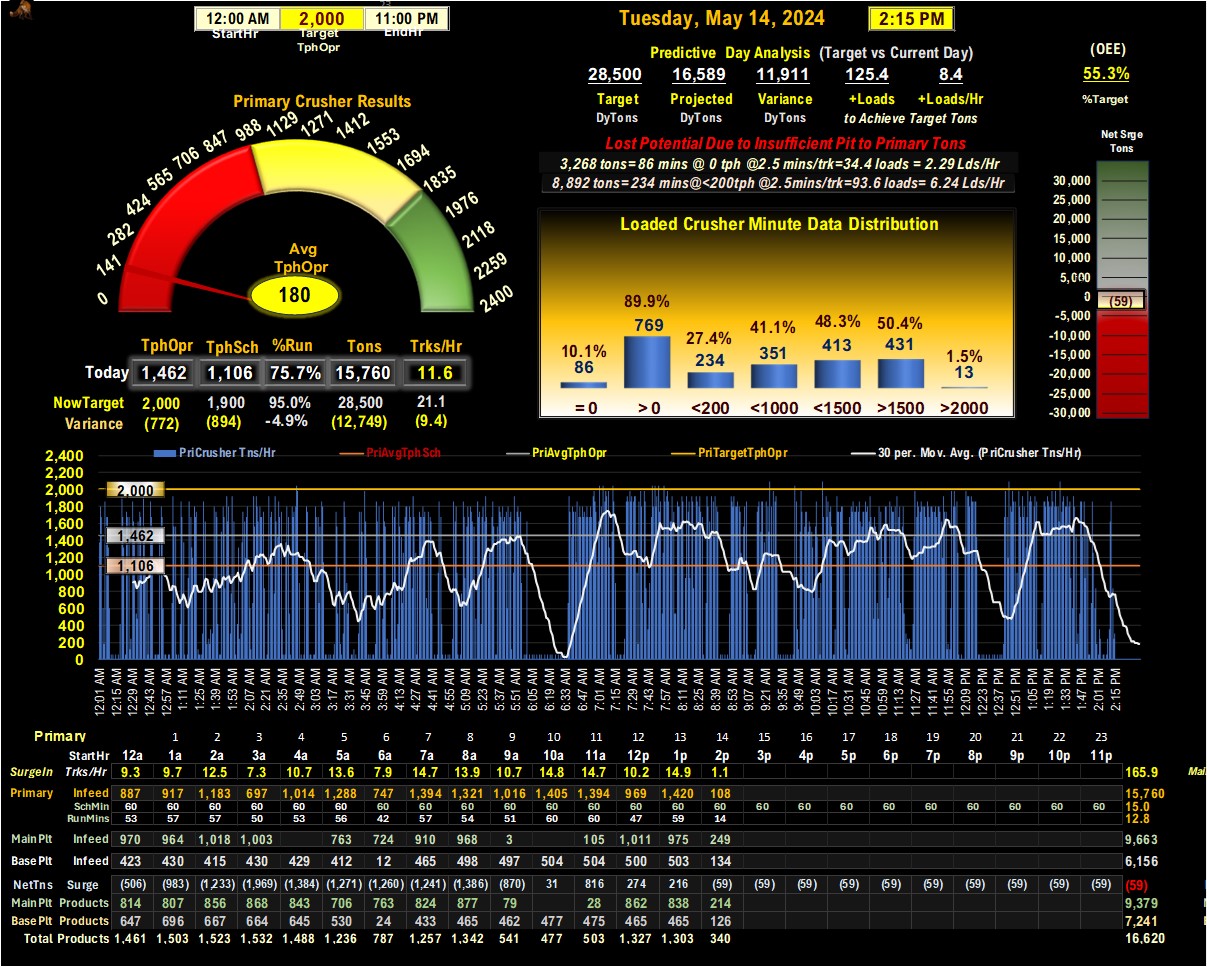 23
12:00 AM 2,000 11:00 PM
StartHr Target EndHr
TphOpr
Tuesday, May 14, 2024 2:15 PM
Predictive Day Analysis (Target vs Current Day)
28,500 16,589 11,911 125.4 8.4
Target Projected Variance +Loads +Loads/Hr
DyTons DyTons DyTons to Achieve Target Tons
(OEE)
55.3%
%Target
Lost Potential Due to Insufficient Pit to Primary Tons
3,268 tons=86 mins @ 0 tph @2.5 mins/trk=34.4 loads = 2.29 Lds/Hr
8,892 tons=234 mins@<200tph @2.5mins/trk=93.6 loads= 6.24 Lds/Hr
Primary Crusher Results
0 141 282 424 565 706 847 988 1129 1271 1412 1553 1694 1835 1976 2118 2259 2400
Avg
TphOpr
180
TphOpr TphSch %Run Tons Trks/Hr
Today 1,462 1,106 75.7% 15,760 11.6
NowTarget 2,000 1,900 95.0% 28,500 21.1
Variance (772) (894) -4.9% (12,749) (9.4)
Loaded Crusher Minute Data Distribution
10.1% 89.9% 27.4% 41.1% 48.3% 50.4% 1.5%
86 769 234 351 413 431 13
= 0 > 0 <200 <1000 <1500 >1500 >2000
Net Srge
Tons
30,000
25,000
20,000
15,000
10,000
5,000
0
(59)
-5,000
-10,000
-15,000
-20,000
-25,000
-30,000
PriCrusher Tns/Hr PriAvgTphSch PriAvgTphOpr PriTargetTphOpr 30 per. Mov. Avg. (PriCrusher Tns/Hr)
2,400
2,200
2,000
1,800
1,600
1,400
1,200
1,000
800
600
400
200
0
2,000
1,462
1,106
12:01 AM 12:15 AM 12:29 AM 12:43 AM 12:57 AM 1:11 AM 1:25 AM 1:39 AM 1:53 AM 2:07 AM 2:21 AM 2:35 AM 2:49 AM 3:03 AM 3:17 AM 3:31 AM 3:45 AM 3:59 AM 4:13 AM 4:27 AM 4:41 AM 4:55 AM 5:09 AM 5:23 AM 5:37 AM 5:51 AM 6:05 AM 6:19 AM 6:33 AM 6:47 AM 7:01 AM 7:15 AM 7:29 AM 7:43 AM 7:57 AM 8:11 AM 8:25 AM 8:39 AM 8:53 AM 9:07 AM 9:21 AM 9:35 AM 9:49 AM 10:03 AM 10:17 AM 10:31 AM 10:45 AM 10:59 AM 11:13 AM 11:27 AM 11:41 AM 11:55 AM 12:09 PM 12:23 PM 12:37 PM 12:51 PM 1:05 PM 1:19 PM 1:33 PM 1:47 PM 2:01 PM 2:15 PM
Primary 1 2 3 4 5 6 7 8 9 10 11 12 13 14 15 16 17 18 19 20 21 22 23
StartHr 12a 1a 2a 3a 4a 5a 6a 7a 8a 9a 10a 11a 12p 1p 2p 3p 4p 5p 6p 7p 8p 9p 10p 11p
SurgeIn Trks/Hr 9.3 9.7 12.5 7.3 10.7 13.6 7.9 14.7 13.9 10.7 14.8 14.7 10.2 14.9 1.1 165.9
Primary Infeed 887 917 1,183 697 1,014 1,288 747 1,394 1,321 1,016 1,405 1,394 969 1,420 108 15,760
SchMin 60 60 60 60 60 60 60 60 60 60 60 60 60 60 60 60 60 60 60 60 60 60 60 60 15.0
RunMins 53 57 57 50 53 56 42 57 54 51 60 60 47 59 14 12.8
MainPlt Infeed 970 964 1,018 1,003 763 724 910 968 3 105 1,011 975 249 9,663
BasePlt Infeed 423 430 415 430 429 412 12 465 498 497 504 504 500 503 134 6,156
NetTns Surge (506) (983) (1,233) (1,969) (1,384) (1,271) (1,260) (1,241) (1,386) (870) 31 816 274 216 (59) (59) (59) (59) (59) (59) (59) (59) (59) (59) (59)
MainPlt Products 814 807 856 868 843 706 763 824 877 79 28 862 838 214 9,379
BasePlt Products 647 696 667 664 645 530 24 433 465 462 477 475 465 465 126 7,241
Total Products 1,461 1,503 1,523 1,532 1,488 1,236 787 1,257 1,342 541 477 503 1,327 1,303 340 16,620